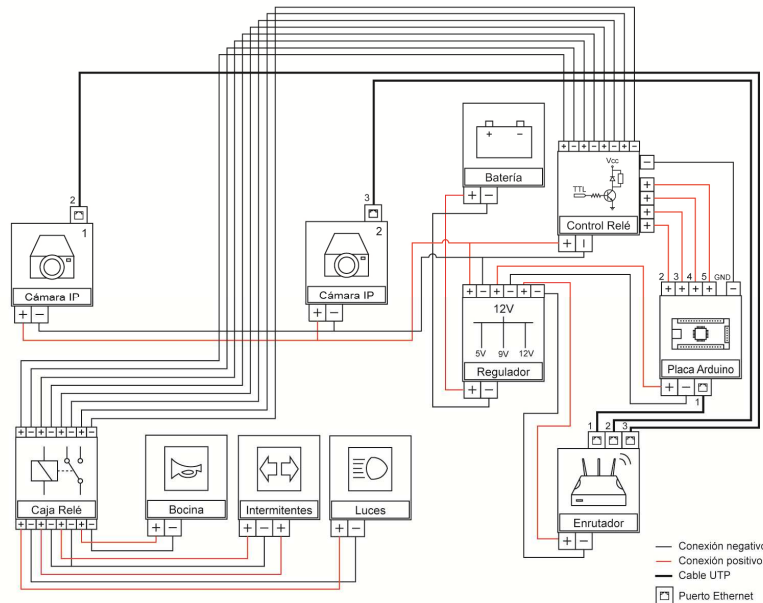 Batería
+ −
+ − + − + − + −
Vcc
TTL
Control Relé
+ −
2
1
Cámara IP
+ −
3
2
Cámara IP
+ −
+ − + − + −
12V
5V 9V 12V
Regulador
+ −
2 3 4 5 GND
+ + + + −
Placa Arduino
+ −
1
1 2 3
Enrutador
+ −
+ − + − + − + −
Caja Relé
+ − + − + − + −
Bocina
+ −
Intermitentes
+ − +
Luces
+ −
Conexión negativo
Conexión positivo
Cable UTP
Puerto Ethernet